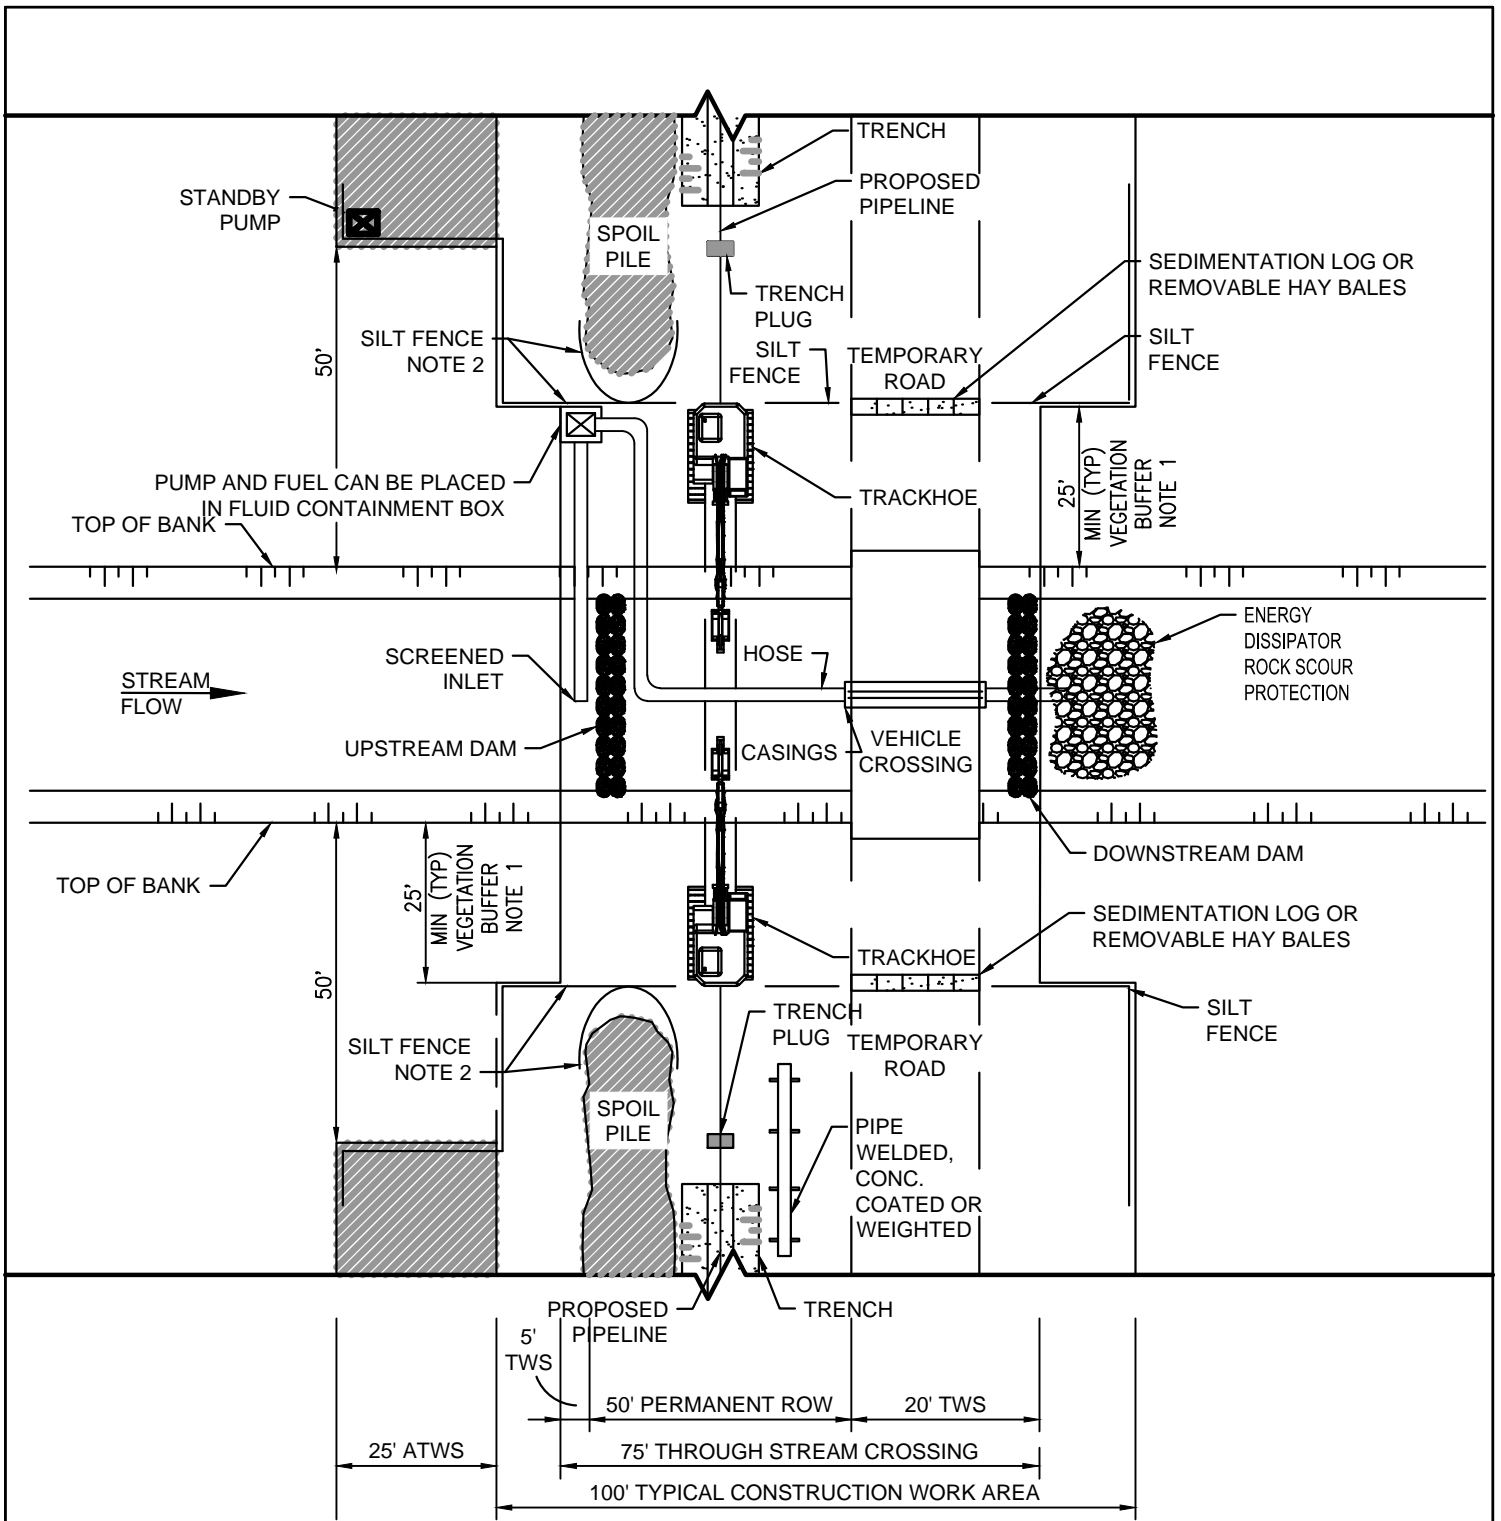 TRENCH
PROPOSED
PIPELINE
STANDBY
PUMP
SPOIL
PILE
SEDIMENTATION LOG OR
REMOVABLE HAY BALES
TRENCH
PLUG
SILT FENCE
NOTE 2
SILT
FENCE
TEMPORARY
ROAD
SILT
FENCE
50'
PUMP AND FUEL CAN BE PLACED
IN FLUID CONTAINMENT BOX
TRACKHOE
25'
MIN (TYP)
VEGETATION
BUFFER
NOTE 1
TOP OF BANK
SCREENED
INLET
HOSE
ENERGY
DISSIPATOR
ROCK SCOUR
PROTECTION
STREAM
FLOW
UPSTREAM DAM
CASINGS
VEHICLE
CROSSING
TOP OF BANK
DOWNSTREAM DAM
25'
MIN (TYP)
VEGETATION
BUFFER
NOTE 1
SEDIMENTATION LOG OR
REMOVABLE HAY BALES
TRACKHOE
50'
TRENCH
PLUG
SILT
FENCE
SILT FENCE
NOTE 2
TEMPORARY
ROAD
SPOIL
PILE
PIPE
WELDED,
CONC.
COATED OR
WEIGHTED
PROPOSED
PIPELINE
TRENCH
5'
TWS
50' PERMANENT ROW
20' TWS
25' ATWS
75' THROUGH STREAM CROSSING
100' TYPICAL CONSTRUCTION WORK AREA